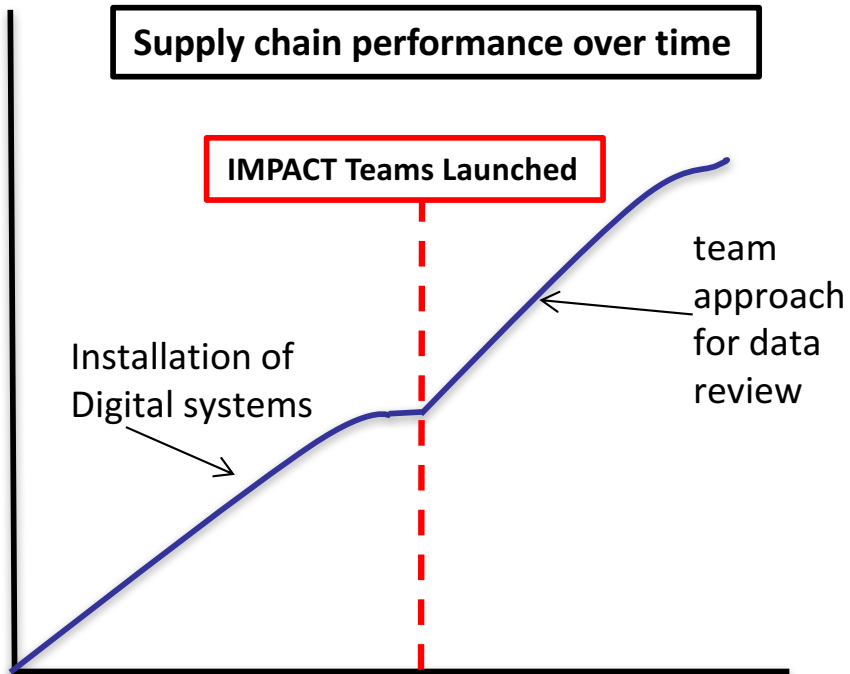 Supply chain performance over time
IMPACT Teams Launched
team
approach
for data
review
Installation of
Digital systems